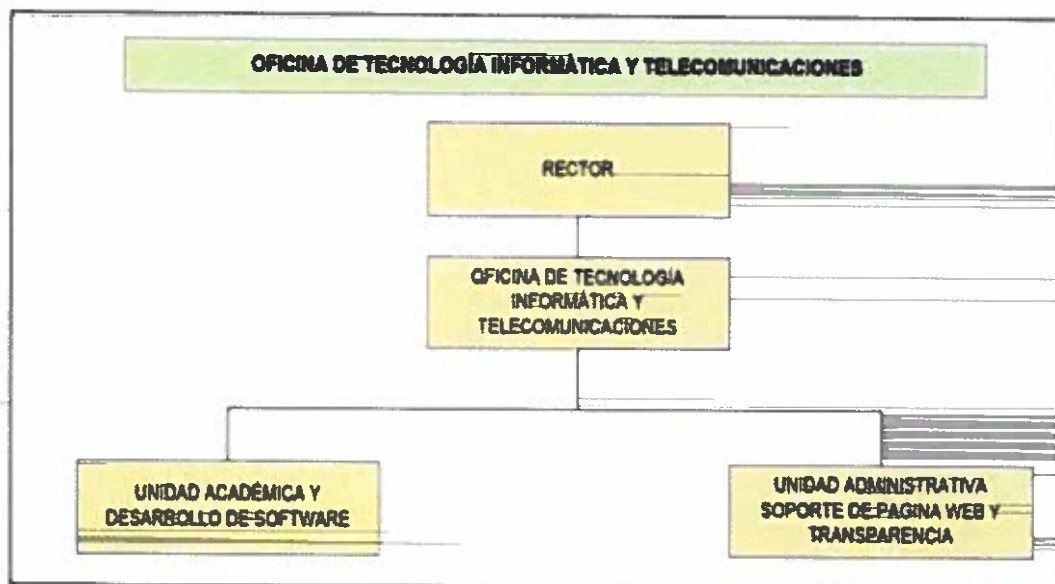 OFICINA DE TECNOLOGÍA INFORMÁTICA Y TELECOMUNICACIONES
RECTOR
OFICINA DE TECNOLOGÍA
INFORMÁTICA Y
TELECOMUNICACIONES
UNIDAD ACADÉMICA Y
DESARROLLO DE SOFTWARE
UNIDAD ADMINISTRATIVA
SOPORTE DE PAGINA WEB Y
TRANSPARENCIA